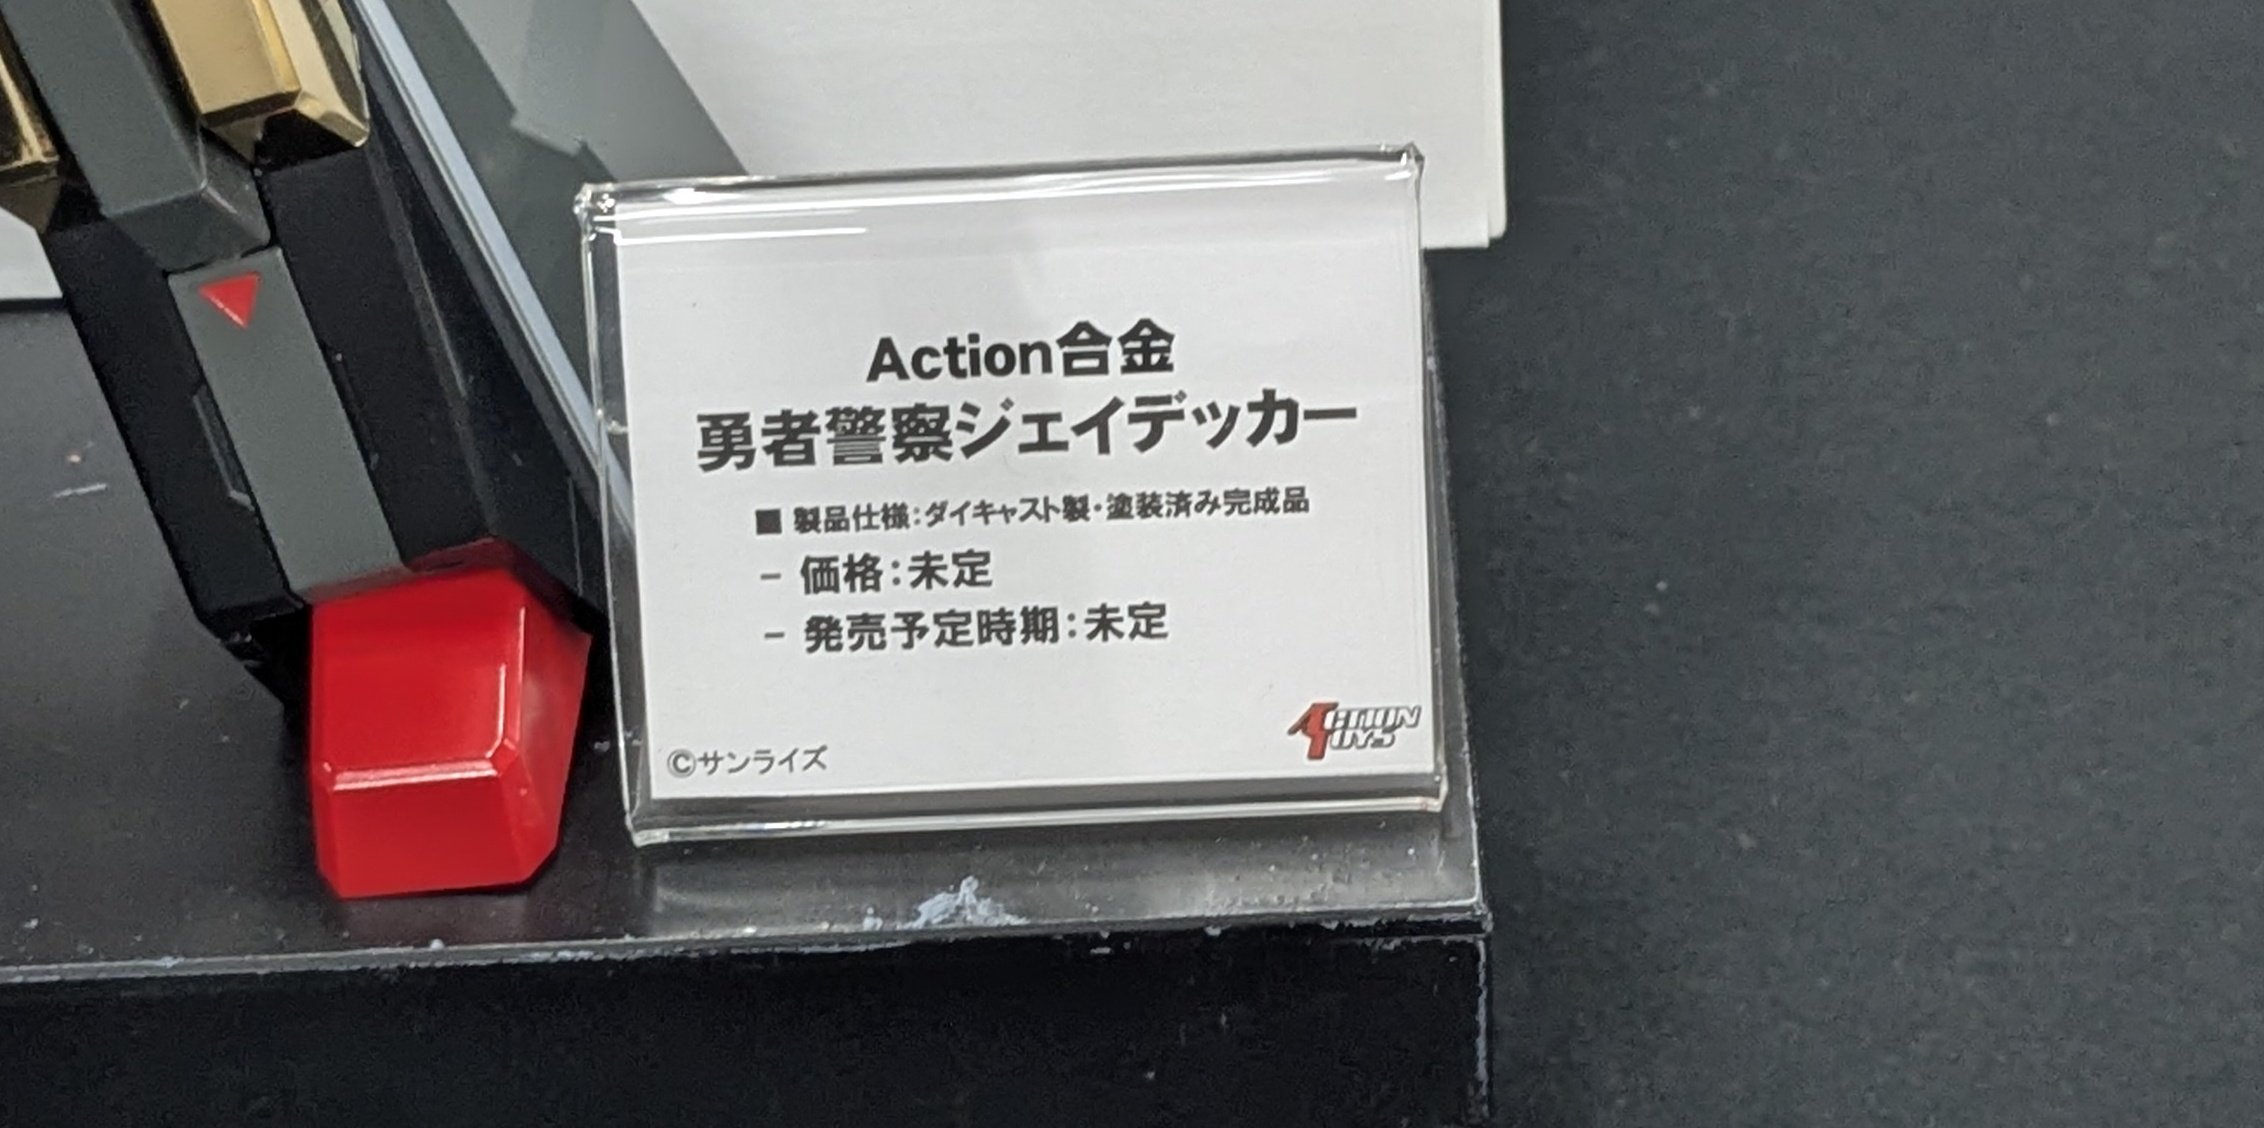 Action合金
勇者警察ジェイデッカー
■ 製品仕様：ダイキャスト製・塗装済み完成品
– 価格：未定
– 発売予定時期：未定
©サンライズ
ACTION
TOYS